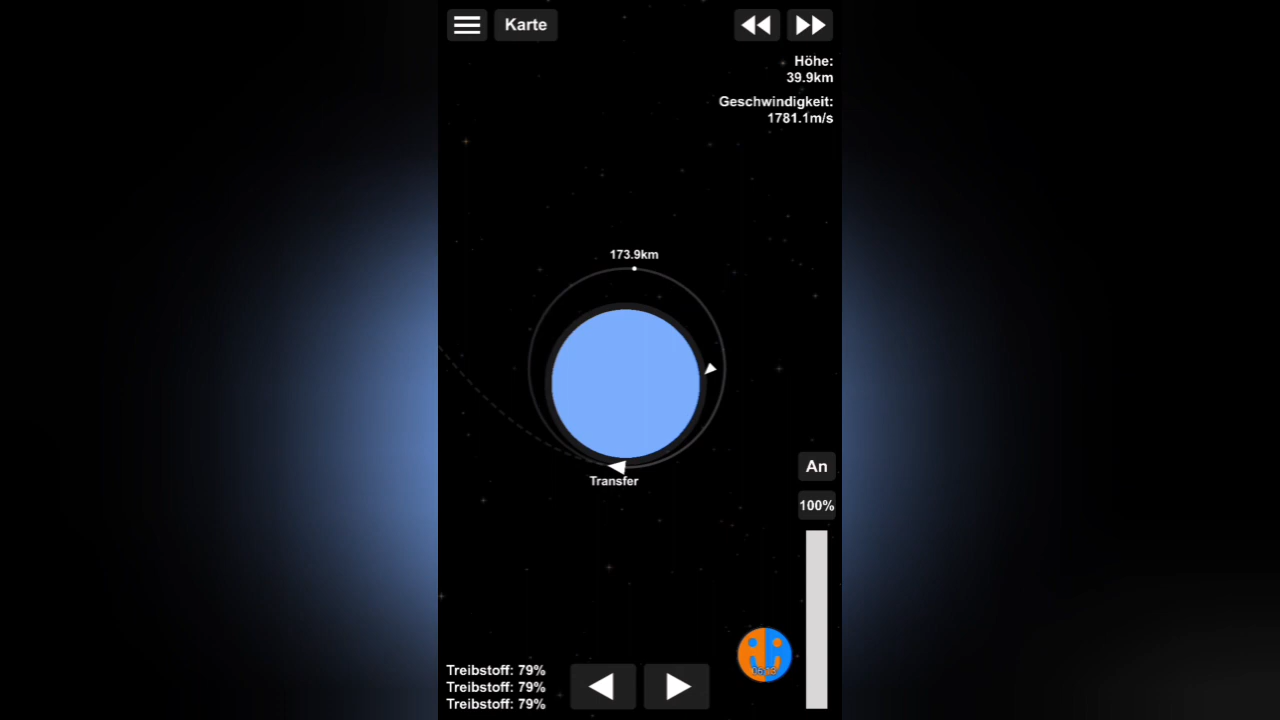 Karte
Höhe:
39.9km
Geschwindigkeit:
1781.1m/s
173.9km
Transfer
An
100%
Treibstoff: 79%
Treibstoff: 79%
Treibstoff: 79%